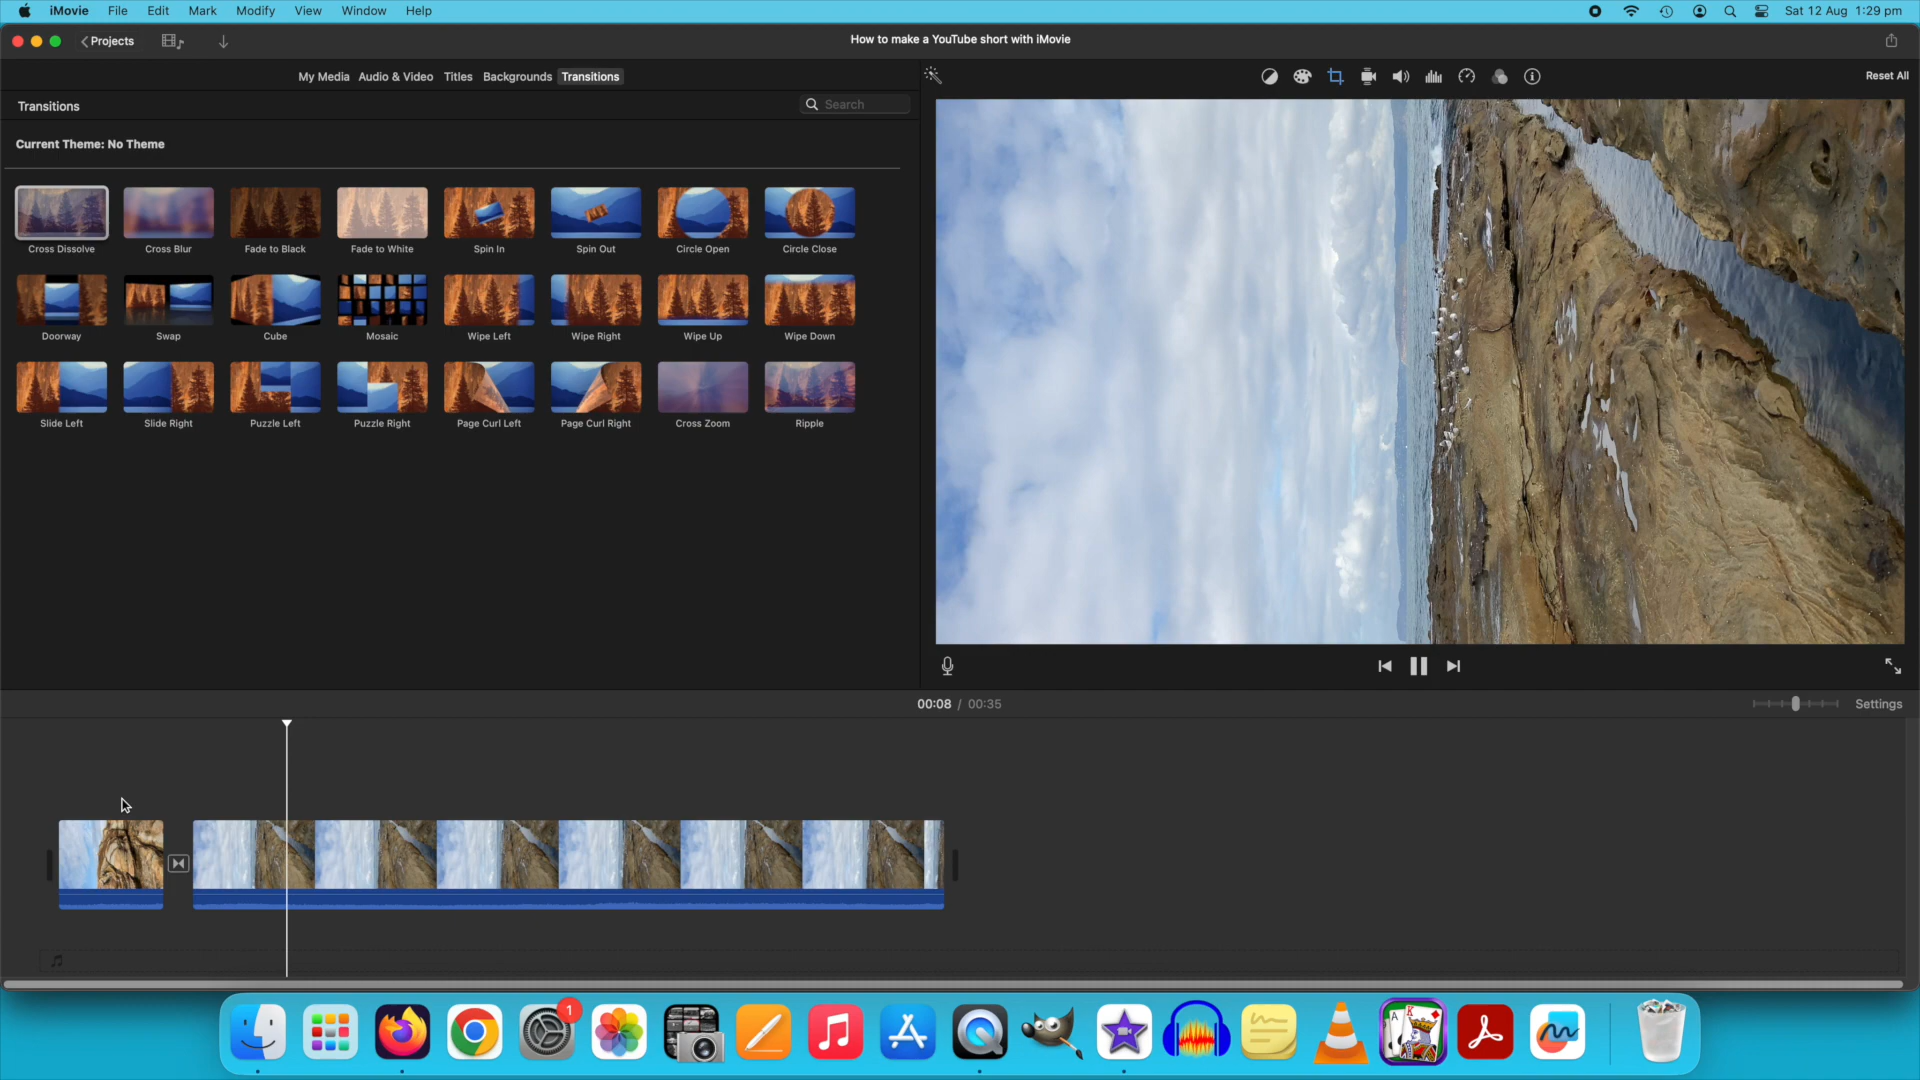 iMovie File Edit Mark Modify View Window Help Sat 12 Aug 1:29 pm
Projects How to make a YouTube short with iMovie
My Media Audio & Video Titles Backgrounds Transitions Reset All
Transitions Search
Current Theme: No Theme
Cross Dissolve Cross Blur Fade to Black Fade to White Spin In Spin Out Circle Open Circle Close
Doorway Swap Cube Mosaic Wipe Left Wipe Right Wipe Up Wipe Down
Slide Left Slide Right Puzzle Left Puzzle Right Page Curl Left Page Curl Right Cross Zoom Ripple
00:08 / 00:35 Settings
1
A K